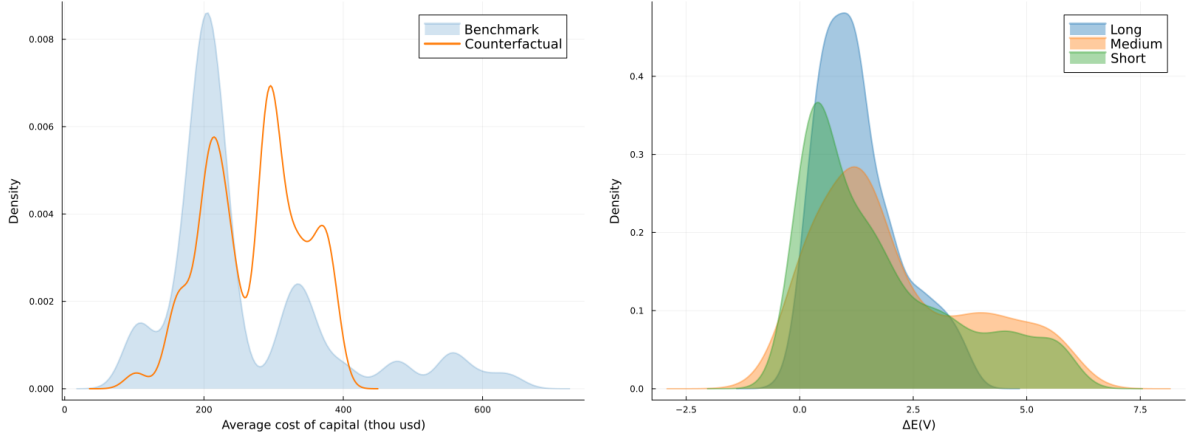 Benchmark
Counterfactual
Density
0.008
0.006
0.004
0.002
0.000
0
200
400
600
Average cost of capital (thou usd)
Long
Medium
Short
Density
0.4
0.3
0.2
0.1
0.0
−2.5
0.0
2.5
5.0
7.5
ΔE(V)